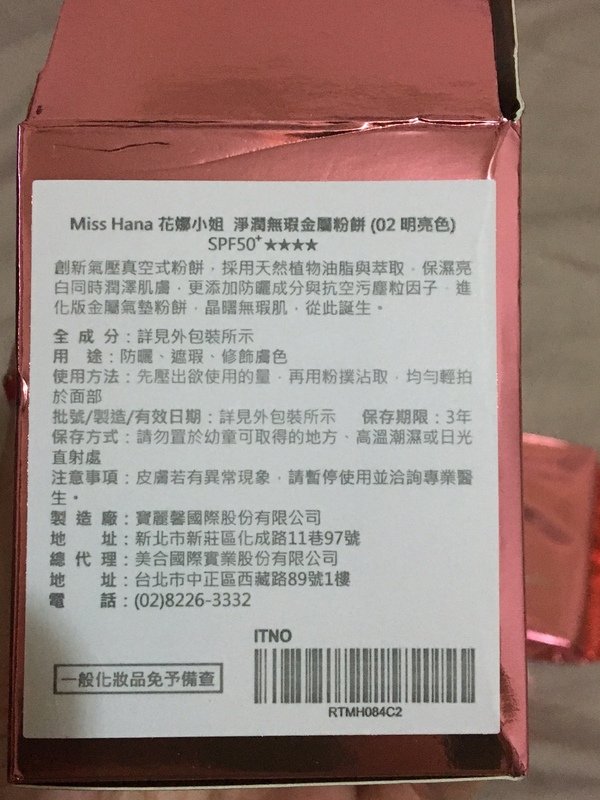 Miss Hana 花娜小姐 淨潤無瑕金屬粉餅 (02 明亮色)
SPF50⁺★★★★
創新氣壓真空式粉餅，採用天然植物油脂與萃取、保濕亮
白同時潤澤肌膚，更添加防曬成分與抗空污塵粒因子、進
化版金屬氣墊粉餅，晶曜無瑕肌，從此誕生。
全 成 分：詳見外包裝所示
用 途：防曬、遮瑕、修飾膚色
使用方法：先壓出欲使用的量，再用粉撲沾取，均勻輕拍
於面部
批號/製造/有效日期：詳見外包裝所示 保存期限：3年
保存方式：請勿置於幼童可取得的地方、高溫潮濕或日光
直射處
注意事項：皮膚若有異常現象，請暫停使用並洽詢專業醫
生。
製 造 廠：寶麗馨國際股份有限公司
地 址：新北市新莊區化成路11巷97號
總 代 理：美合國際實業股份有限公司
地 址：台北市中正區西藏路89號1樓
電 話：(02)8226-3332
ITNO
一般化妝品免予備查
RTMH084C2